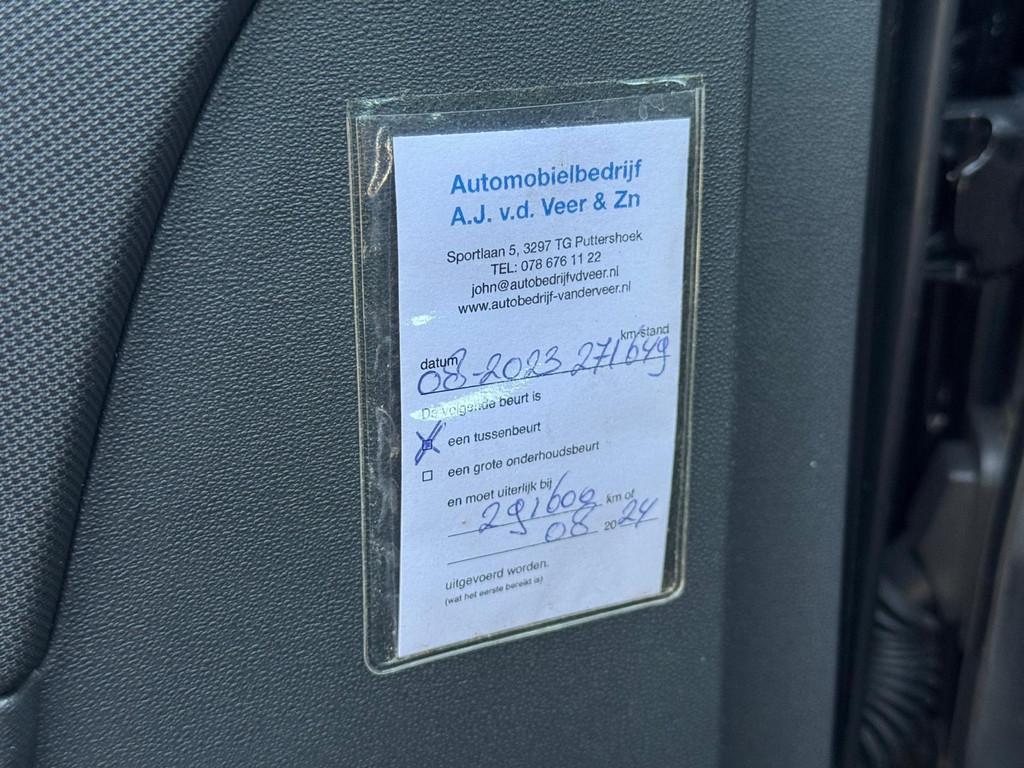 Automobielbedrijf
A.J. v.d. Veer & Zn
Sportlaan 5, 3297 TG Puttershoek
TEL: 078 676 11 22
john@autobedrijfvdveer.nl
www.autobedrijf-vanderveer.nl
datum km-stand
08-2023 271649
De volgende beurt is
een tussenbeurt
een grote onderhoudsbeurt
en moet uiterlijk bij
291600 km of
08 2024
uitgevoerd worden.
(wat het eerste bereikt is)